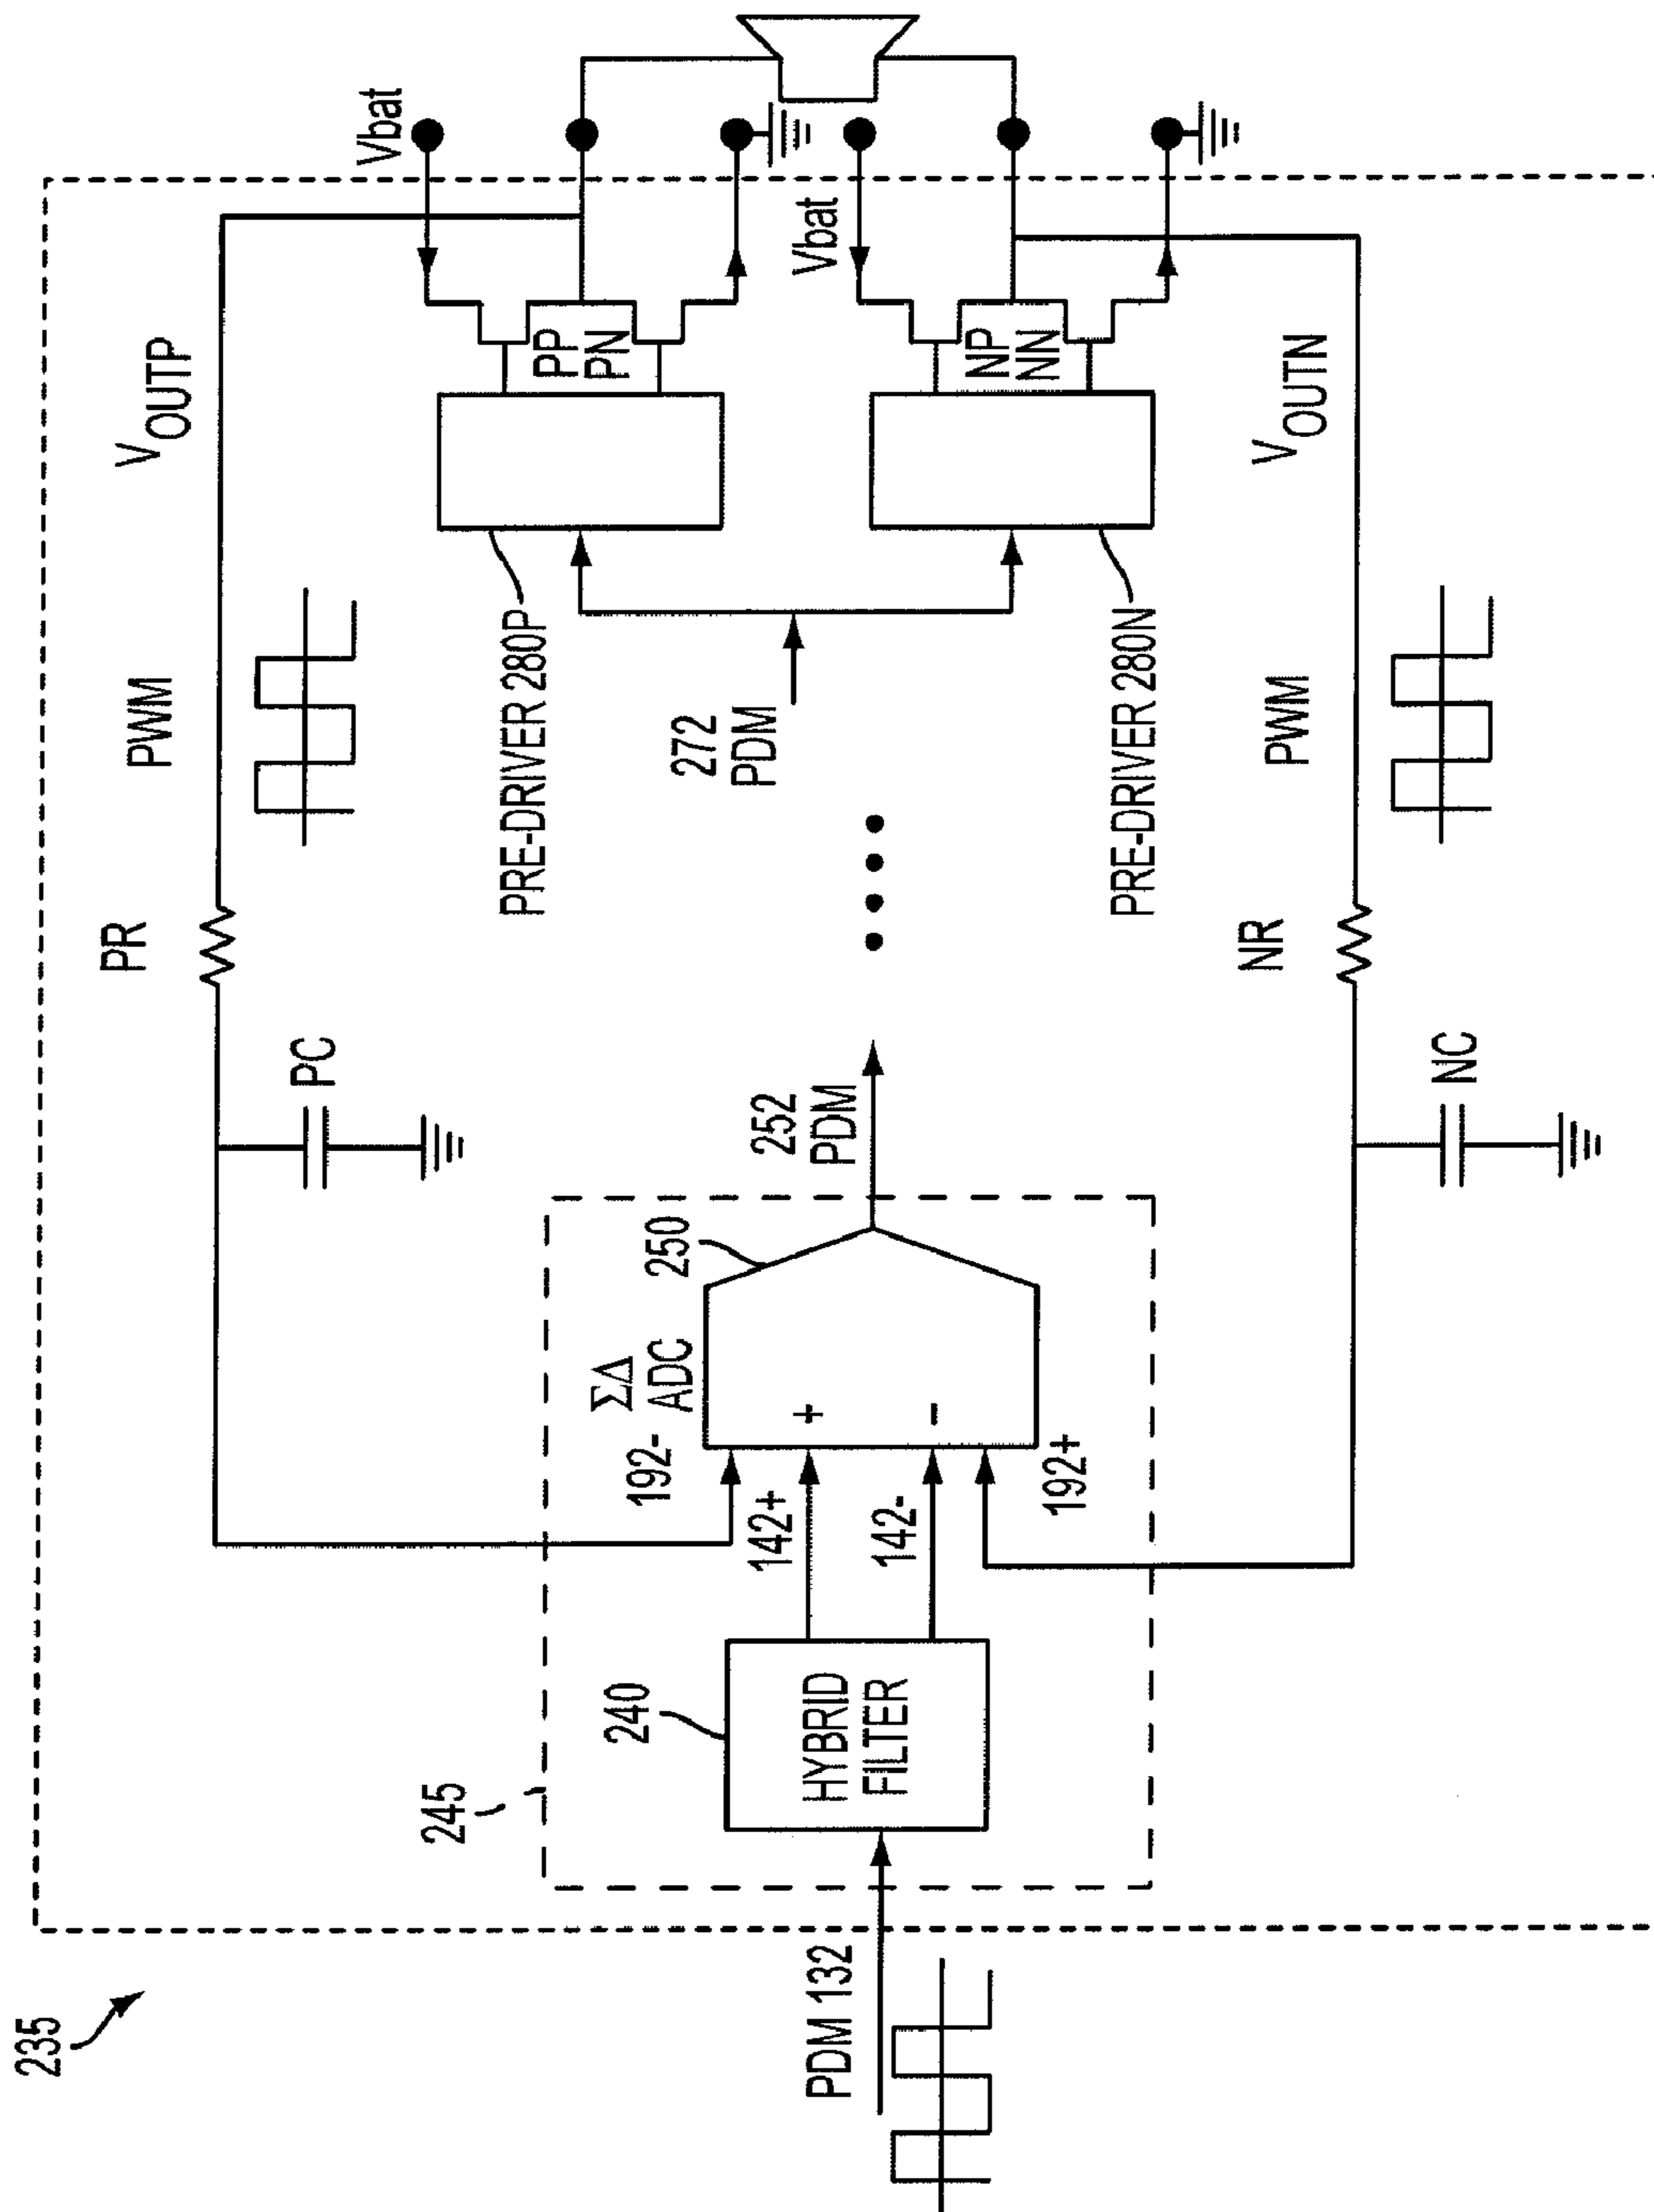 235
PDM 132
245
240
HYBRID
FILTER
142+
142-
192-
192+
ΣΔ
ADC
+
-
250
252
PDM
PC
NC
PR
NR
PWM
PWM
272
PDM
PRE-DRIVER 280P
PRE-DRIVER 280N
VOUTP
VOUTN
PP
PN
NP
NN
Vbat
Vbat